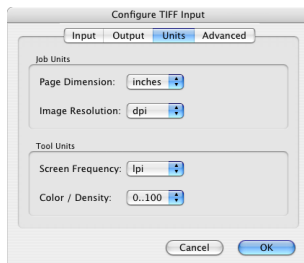 Configure TIFF Input
Input Output Units Advanced
Job Units
Page Dimension: inches
Image Resolution: dpi
Tool Units
Screen Frequency: lpi
Color / Density: 0..100
Cancel OK